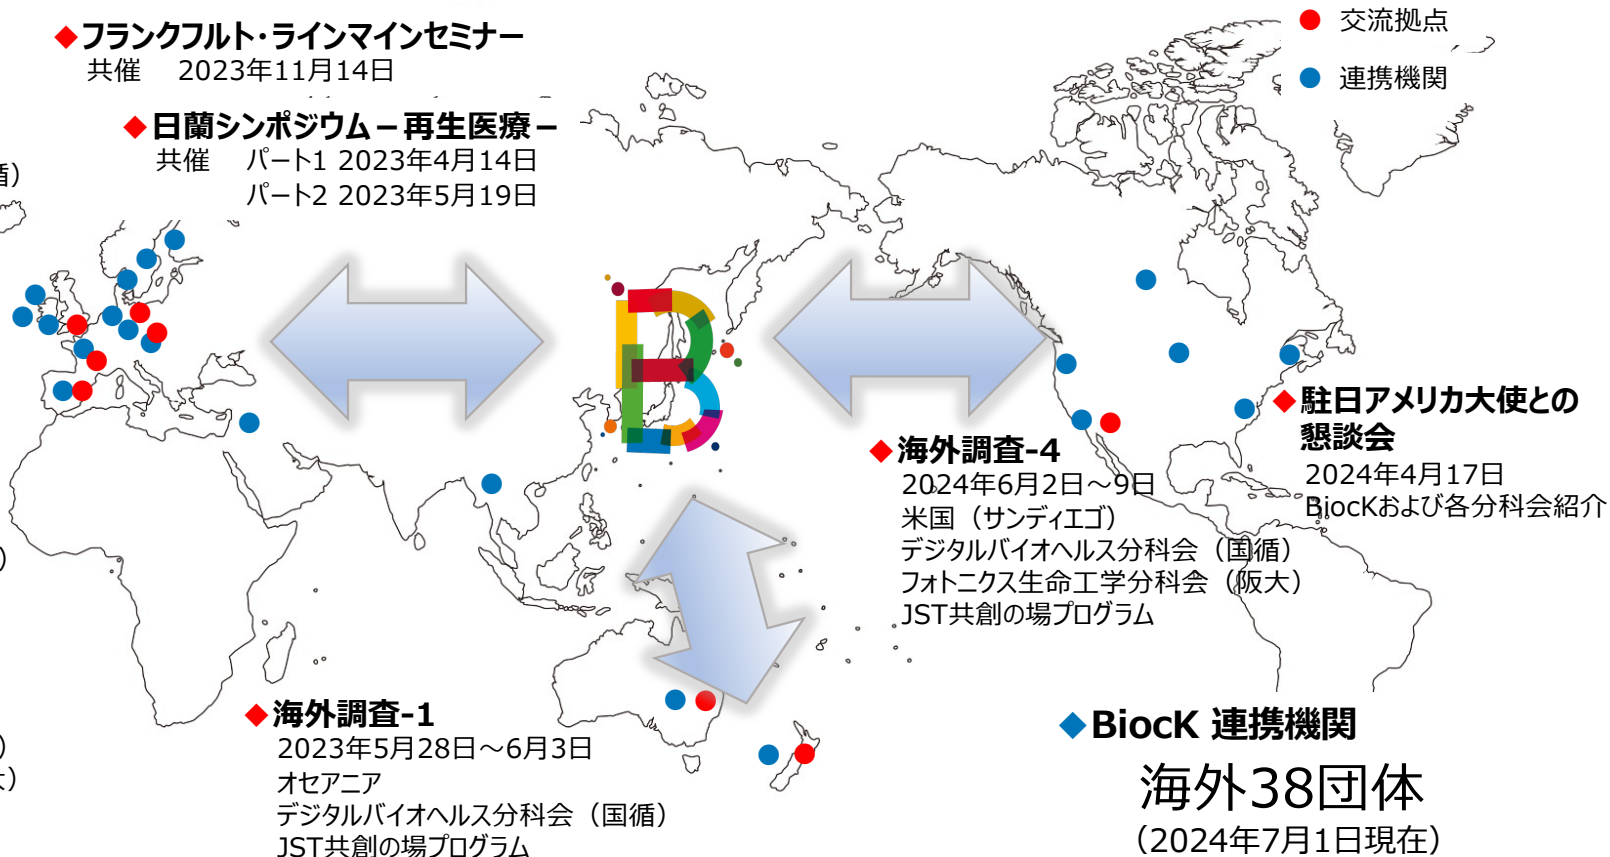 ◆フランクフルト・ラインマインセミナー
共催 2023年11月14日
◆日蘭シンポジウム－再生医療－
共催 パート1 2023年4月14日
パート2 2023年5月19日
● 交流拠点
● 連携機関
循）
）
）
）
◆海外調査-4
2024年6月2日～9日
米国（サンディエゴ）
デジタルバイオヘルス分科会（国循）
フォトニクス生命工学分科会（阪大）
JST共創の場プログラム
◆駐日アメリカ大使との
懇談会
2024年4月17日
BiocKおよび各分科会紹介
◆海外調査-1
2023年5月28日～6月3日
オセアニア
デジタルバイオヘルス分科会（国循）
JST共創の場プログラム
◆BiocK 連携機関
海外38団体
（2024年7月1日現在）